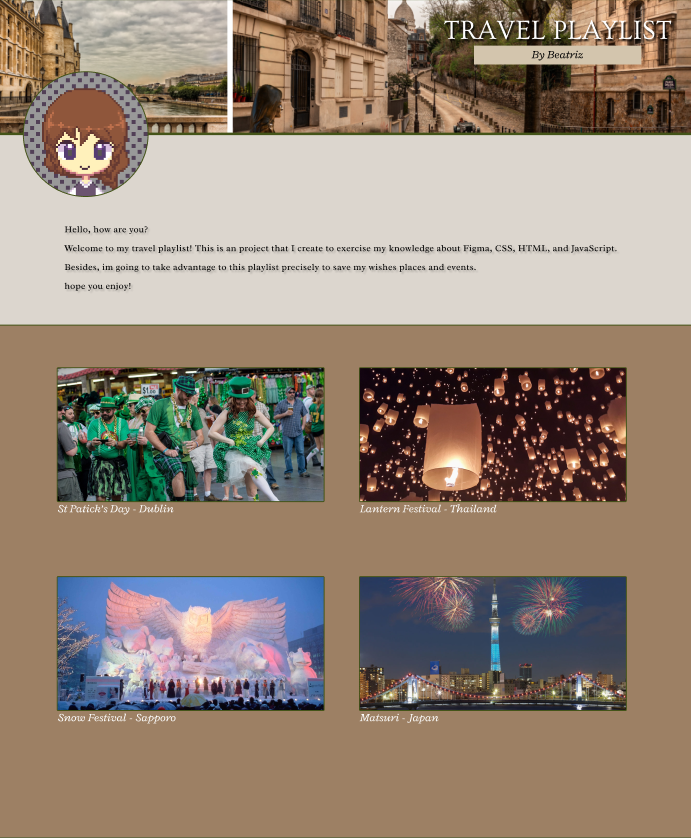 TRAVEL PLAYLIST
By Beatriz
Hello, how are you?
Welcome to my travel playlist! This is an project that I create to exercise my knowledge about Figma, CSS, HTML, and JavaScript.
Besides, im going to take advantage to this playlist precisely to save my wishes places and events.
hope you enjoy!
St Patick's Day - Dublin
Lantern Festival - Thailand
Snow Festival - Sapporo
Matsuri - Japan